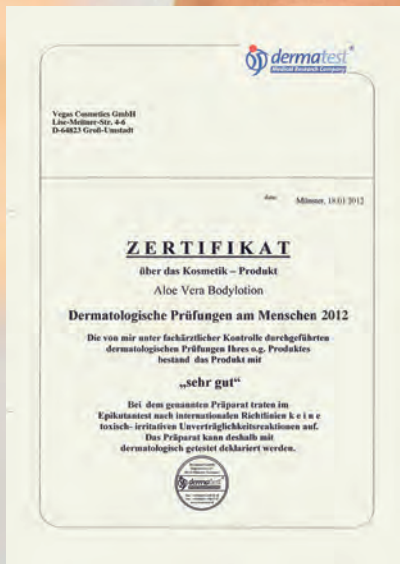 dermatest®
Medical Research Company
Vegas Cosmetics GmbH
Lise-Meitner-Str. 4-6
D-64823 Groß-Umstadt
date: Münster, 18.01.2012
ZERTIFIKAT
über das Kosmetik – Produkt
Aloe Vera Bodylotion
Dermatologische Prüfungen am Menschen 2012
Die von mir unter fachärztlicher Kontrolle durchgeführten
dermatologischen Prüfungen Ihres o.g. Produktes
bestand das Produkt mit
„sehr gut“
Bei dem genannten Präparat traten im
Epikutantest nach internationalen Richtlinien k e i n e
toxisch- irritativen Unverträglichkeitsreaktionen auf.
Das Präparat kann deshalb mit
dermatologisch getestet deklariert werden.
dermatest